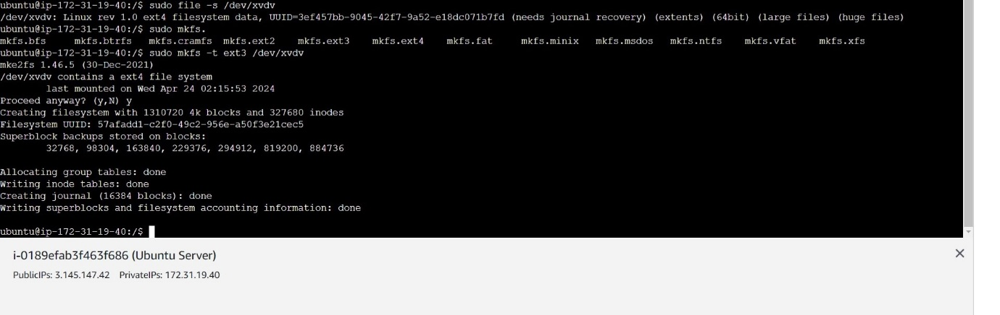 ubuntu@ip-172-31-19-40:/$ sudo file -s /dev/xvdv
/dev/xvdv: Linux rev 1.0 ext4 filesystem data, UUID=3ef457bb-9045-42f7-9a52-e18dc071b7fd (needs journal recovery) (extents) (64bit) (large files) (huge files)
ubuntu@ip-172-31-19-40:/$ sudo mkfs.
mkfs.bfs mkfs.btrfs mkfs.cramfs mkfs.ext2 mkfs.ext3 mkfs.ext4 mkfs.fat mkfs.minix mkfs.msdos mkfs.ntfs mkfs.vfat mkfs.xfs
ubuntu@ip-172-31-19-40:/$ sudo mkfs -t ext3 /dev/xvdv
mke2fs 1.46.5 (30-Dec-2021)
/dev/xvdv contains a ext4 file system
last mounted on Wed Apr 24 02:15:53 2024
Proceed anyway? (y,N) y
Creating filesystem with 1310720 4k blocks and 327680 inodes
Filesystem UUID: 57afadd1-c2f0-49c2-956e-a50f3e21cec5
Superblock backups stored on blocks:
32768, 98304, 163840, 229376, 294912, 819200, 884736
Allocating group tables: done
Writing inode tables: done
Creating journal (16384 blocks): done
Writing superblocks and filesystem accounting information: done
ubuntu@ip-172-31-19-40:/$
i-0189efab3f463f686 (Ubuntu Server)
PublicIPs: 3.145.147.42 PrivateIPs: 172.31.19.40